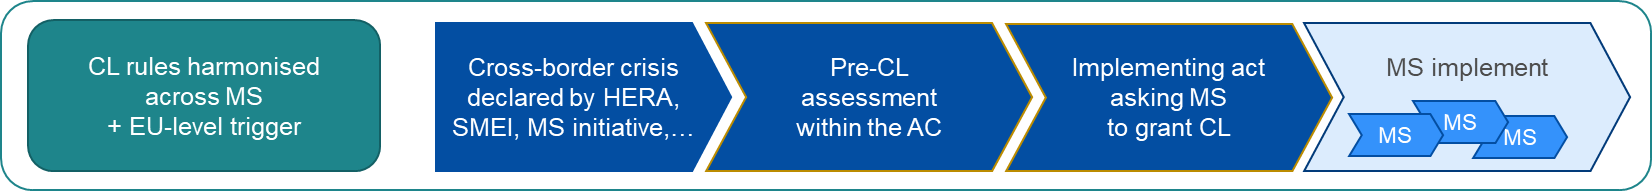 CL rules harmonised
across MS
+ EU-level trigger
Cross-border crisis
declared by HERA,
SMEI, MS initiative,…
Pre-CL
assessment
within the AC
Implementing act
asking MS
to grant CL
MS implement
MS
MS
MS